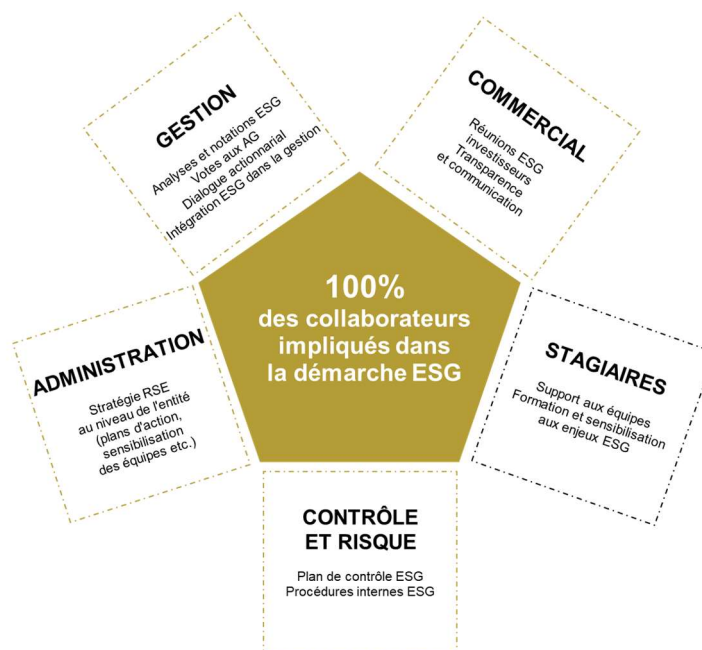 GESTION
Analyses et notations ESG
Votes aux AG
Dialogue actionnarial
Intégration ESG dans la gestion
COMMERCIAL
Réunions ESG
investisseurs
Transparence
et communication
100%
des collaborateurs
impliqués dans
la démarche ESG
ADMINISTRATION
Stratégie RSE
au niveau de l'entité
(plans d'action,
sensibilisation
des équipes etc.)
STAGIAIRES
Support aux équipes
Formation et sensibilisation
aux enjeux ESG
CONTRÔLE
ET RISQUE
Plan de contrôle ESG
Procédures internes ESG